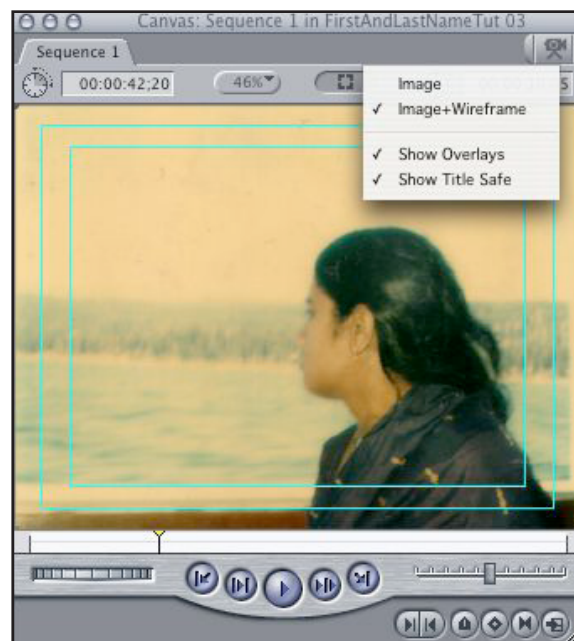 Canvas: Sequence 1 in FirstAndLastNameTut 03
Sequence 1
00:00:42;20
46%
Image
Image+Wireframe
Show Overlays
Show Title Safe